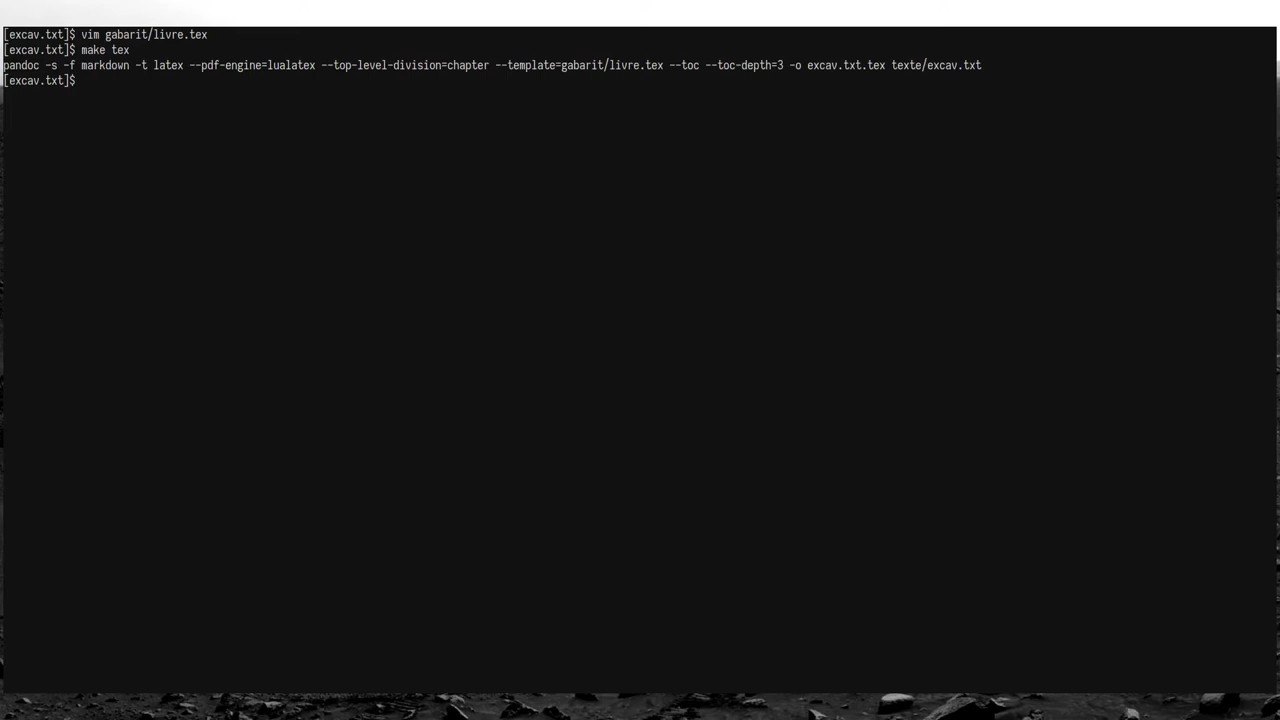 [excav.txt]$ vim gabarit/livre.tex
[excav.txt]$ make tex
pandoc -s -f markdown -t latex --pdf-engine=lualatex --top-level-division=chapter --template=gabarit/livre.tex --toc --toc-depth=3 -o excav.txt.tex texte/excav.txt
[excav.txt]$